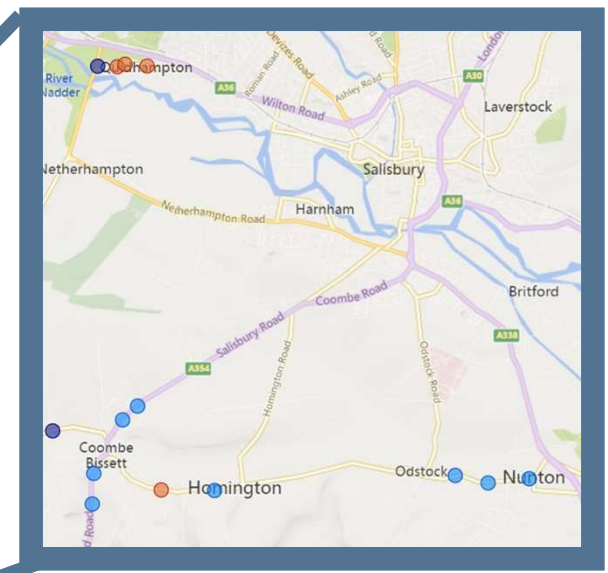 Devizes Road
Roman Road
Ashley Road
London
A30
A36
Wilton Road
River
Nadder
Laverstock
Netherhampton
Salisbury
Netherhampton Road
Harnham
A36
Britford
Coombe Road
Salisbury Road
A338
A354
Homington Road
Odstock Road
Coombe
Bissett
Odstock
Nunton
Homington